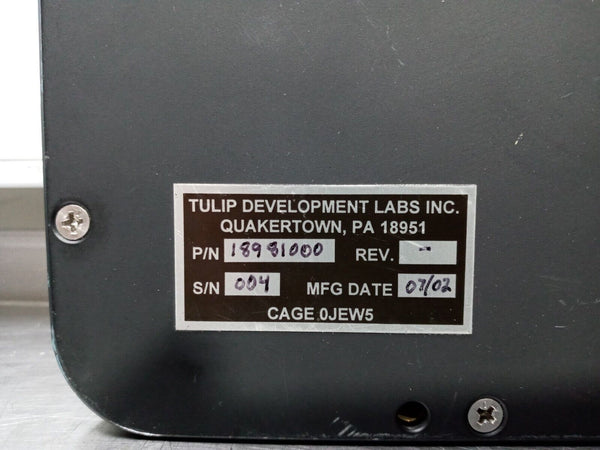 TULIP DEVELOPMENT LABS INC.
QUAKERTOWN, PA 18951
P/N 18981000 REV. -
S/N 004 MFG DATE 07/02
CAGE 0JEW5